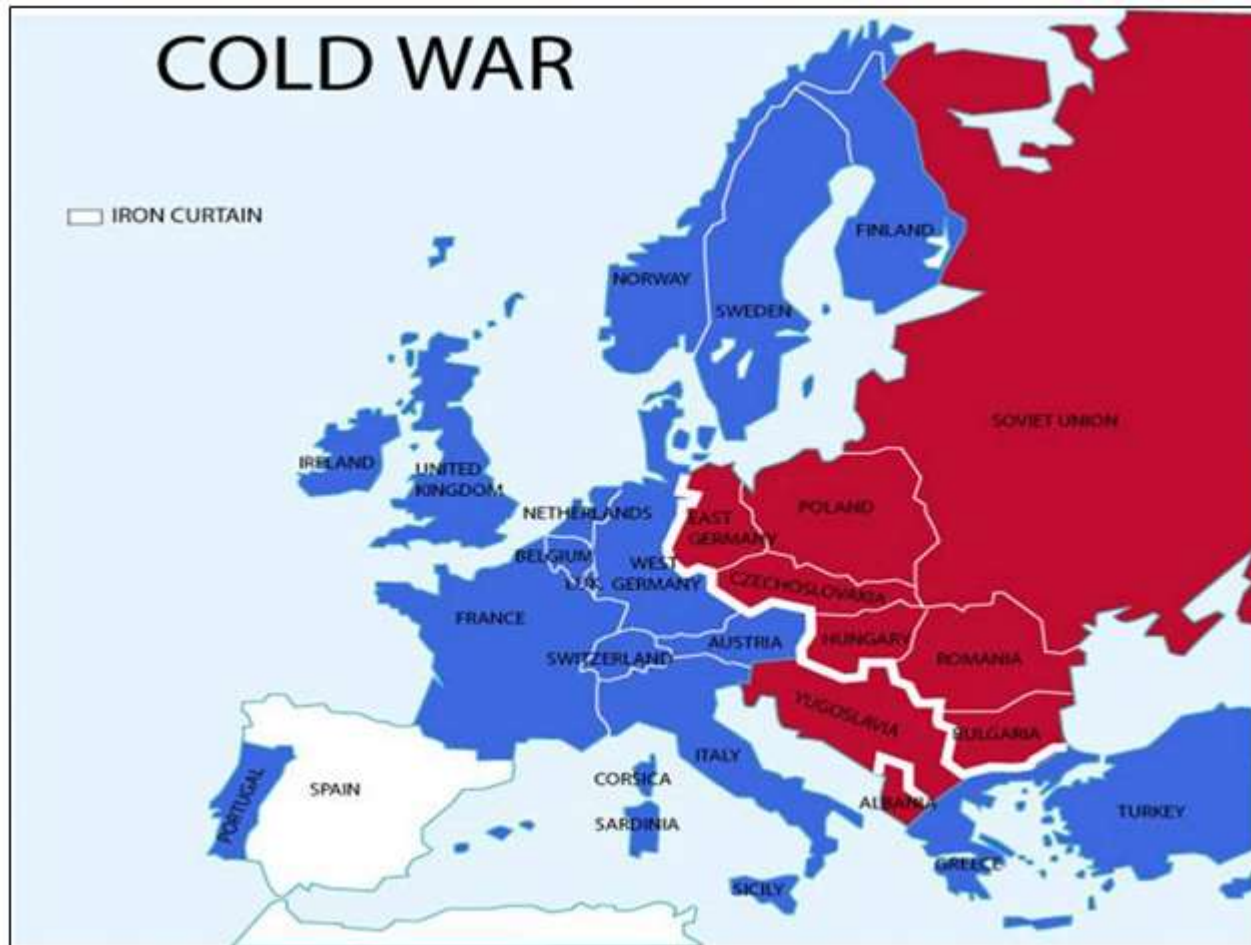 COLD WAR
IRON CURTAIN
FINLAND
NORWAY
SWEDEN
SOVIET UNION
IRELAND
UNITED
KINGDOM
POLAND
NETHERLANDS
EAST
GERMANY
BELGIUM
WEST
GERMANY
LUX.
CZECHOSLOVAKIA
FRANCE
AUSTRIA
HUNGARY
SWITZERLAND
ROMANIA
YUGOSLAVIA
BULGARIA
ITALY
CORSICA
SPAIN
PORTUGAL
ALBANIA
SARDINIA
TURKEY
GREECE
SICILY